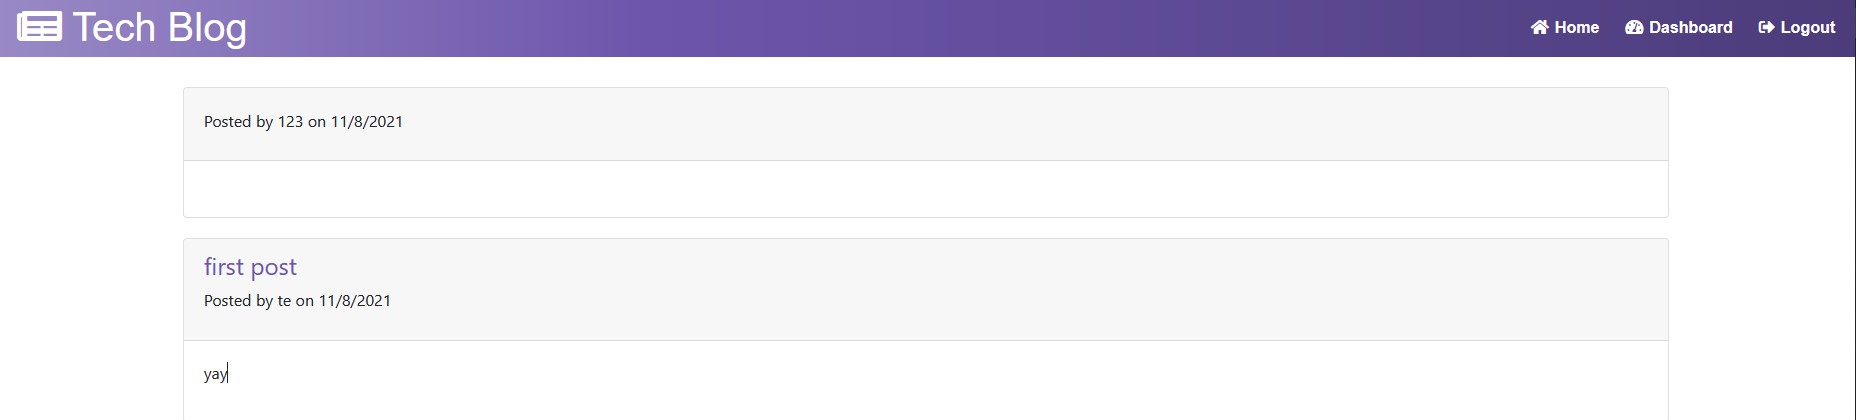 Tech Blog
Home Dashboard Logout
Posted by 123 on 11/8/2021
first post
Posted by te on 11/8/2021
yay